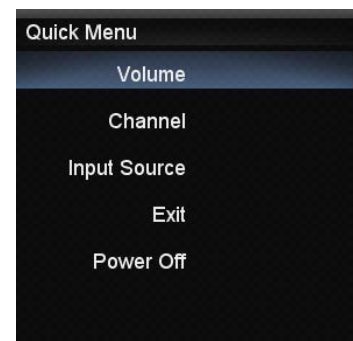 Quick Menu
Volume
Channel
Input Source
Exit
Power Off